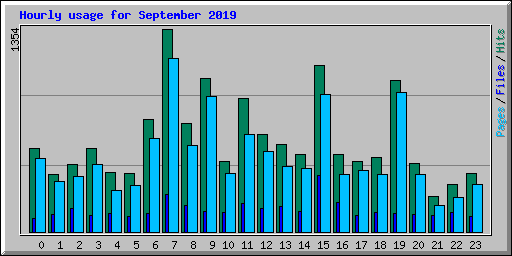 Hourly usage for September 2019
1354
Pages / Files / Hits
0 1 2 3 4 5 6 7 8 9 10 11 12 13 14 15 16 17 18 19 20 21 22 23